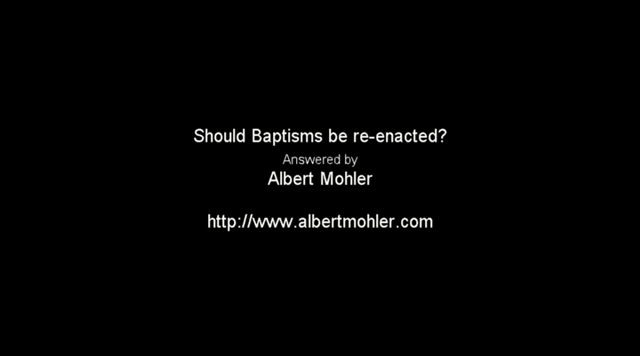 Should Baptisms be re-enacted?
Answered by
Albert Mohler
http://www.albertmohler.com